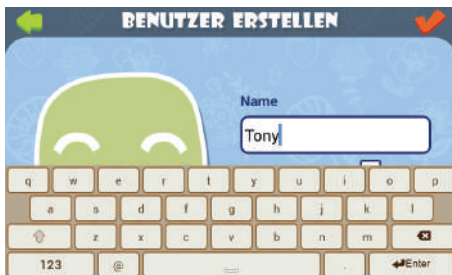 BENUTZER ERSTELLEN
Name
Tony
q w e r t y u i o p
a s d f g h j k l
z x c v b n m
123 @ . Enter